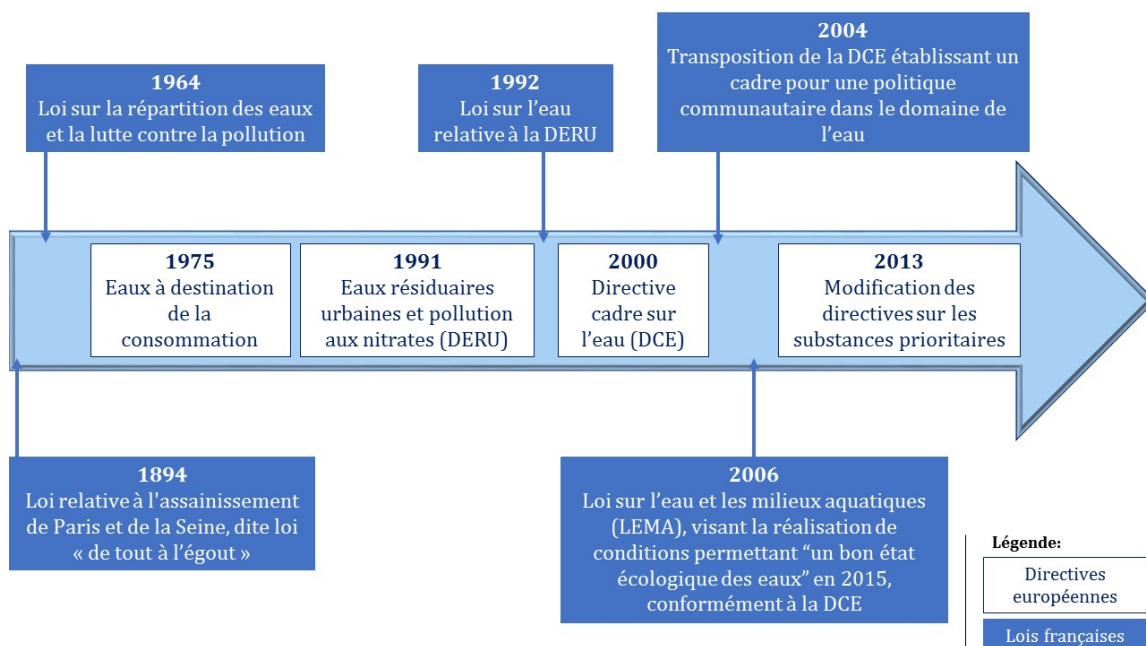 1964
Loi sur la répartition des eaux
et la lutte contre la pollution
1992
Loi sur l’eau
relative à la DERU
2004
Transposition de la DCE établissant un
cadre pour une politique
communautaire dans le domaine de
l’eau
1975
Eaux à destination
de la
consommation
1991
Eaux résiduaires
urbaines et pollution
aux nitrates (DERU)
2000
Directive
cadre sur
l’eau (DCE)
2013
Modification des
directives sur les
substances prioritaires
1894
Loi relative à l'assainissement
de Paris et de la Seine, dite loi
« de tout à l’égout »
2006
Loi sur l’eau et les milieux aquatiques
(LEMA), visant la réalisation de
conditions permettant “un bon état
écologique des eaux” en 2015,
conformément à la DCE
Légende:
Directives
européennes
Lois françaises